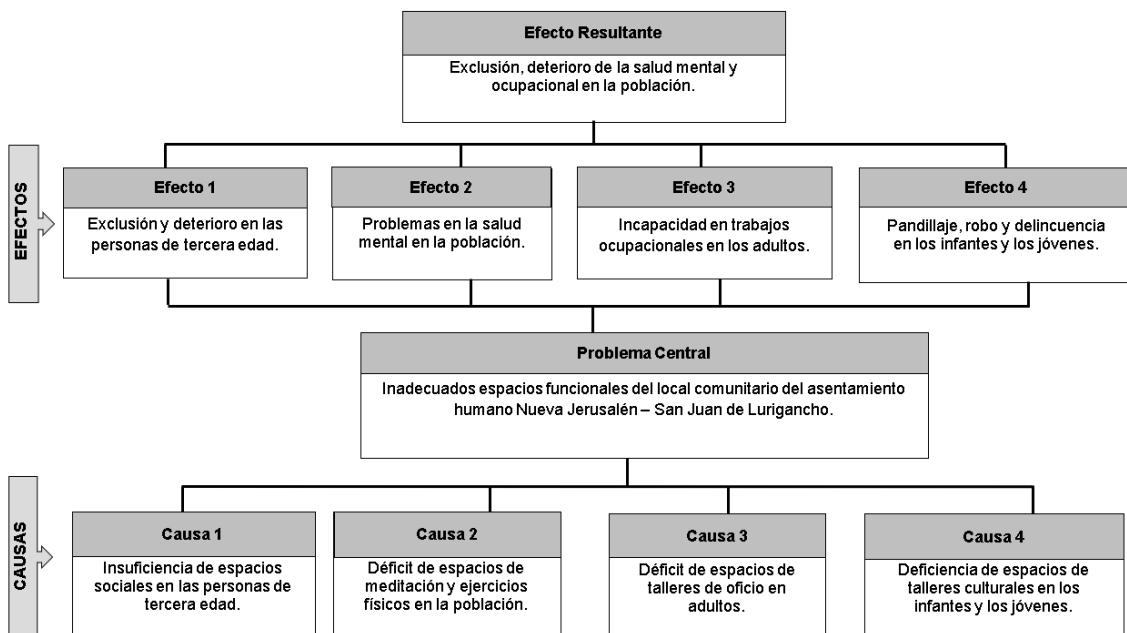 Efecto Resultante
Exclusión, deterioro de la salud mental y
ocupacional en la población.
EFECTOS
Efecto 1
Exclusión y deterioro en las
personas de tercera edad.
Efecto 2
Problemas en la salud
mental en la población.
Efecto 3
Incapacidad en trabajos
ocupacionales en los adultos.
Efecto 4
Pandillaje, robo y delincuencia
en los infantes y los jóvenes.
Problema Central
Inadecuados espacios funcionales del local comunitario del asentamiento
humano Nueva Jerusalén – San Juan de Lurigancho.
CAUSAS
Causa 1
Insuficiencia de espacios
sociales en las personas de
tercera edad.
Causa 2
Déficit de espacios de
meditación y ejercicios
físicos en la población.
Causa 3
Déficit de espacios de
talleres de oficio en
adultos.
Causa 4
Deficiencia de espacios de
talleres culturales en los
infantes y los jóvenes.